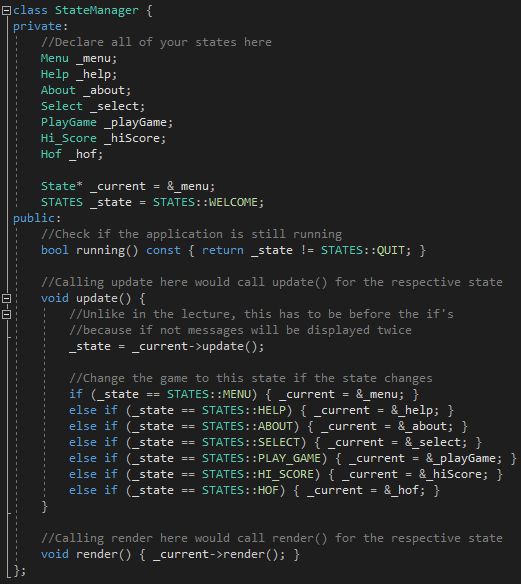 class StateManager {
private:
    //Declare all of your states here
    Menu _menu;
    Help _help;
    About _about;
    Select _select;
    PlayGame _playGame;
    Hi_Score _hiScore;
    Hof _hof;

    State* _current = &_menu;
    STATES _state = STATES::WELCOME;
public:
    //Check if the application is still running
    bool running() const { return _state != STATES::QUIT; }

    //Calling update here would call update() for the respective state
    void update() {
        //Unlike in the lecture, this has to be before the if's
        //because if not messages will be displayed twice
        _state = _current->update();

        //Change the game to this state if the state changes
        if (_state == STATES::MENU) { _current = &_menu; }
        else if (_state == STATES::HELP) { _current = &_help; }
        else if (_state == STATES::ABOUT) { _current = &_about; }
        else if (_state == STATES::SELECT) { _current = &_select; }
        else if (_state == STATES::PLAY_GAME) { _current = &_playGame; }
        else if (_state == STATES::HI_SCORE) { _current = &_hiScore; }
        else if (_state == STATES::HOF) { _current = &_hof; }
    }

    //Calling render here would call render() for the respective state
    void render() { _current->render(); }
};